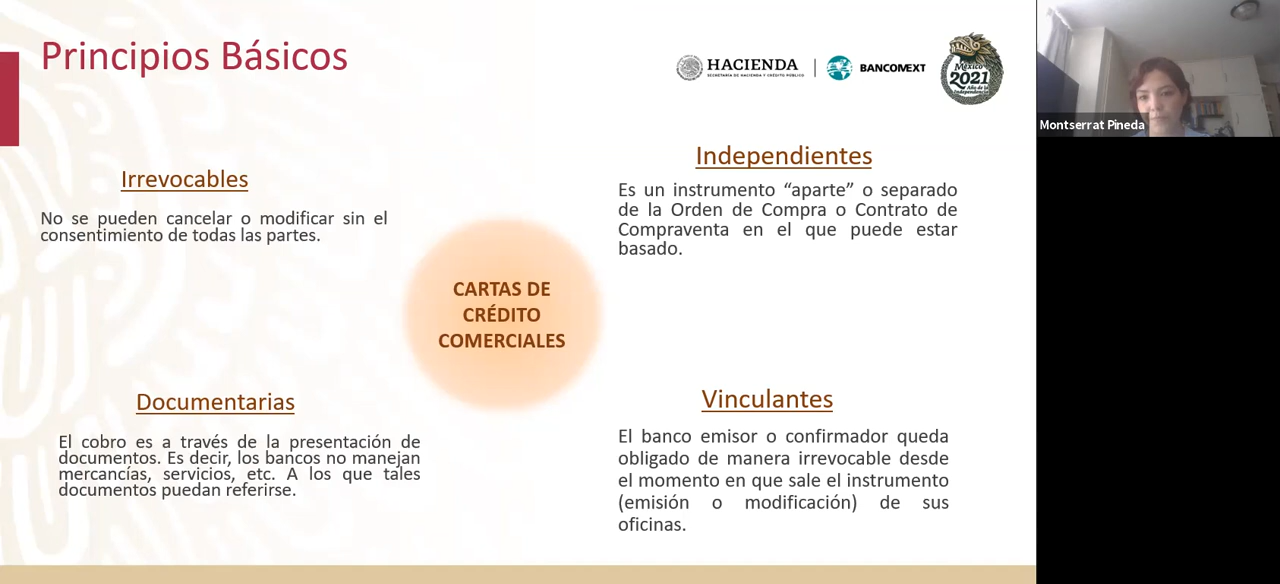 Principios Básicos
HACIENDA
SECRETARÍA DE HACIENDA Y CRÉDITO PÚBLICO
BANCOMEXT
México
2021
Año de la
Independencia
Montserrat Pineda
Irrevocables
No se pueden cancelar o modificar sin el
consentimiento de todas las partes.
Independientes
Es un instrumento “aparte” o separado
de la Orden de Compra o Contrato de
Compraventa en el que puede estar
basado.
CARTAS DE
CRÉDITO
COMERCIALES
Documentarias
El cobro es a través de la presentación de
documentos. Es decir, los bancos no manejan
mercancías, servicios, etc. A los que tales
documentos puedan referirse.
Vinculantes
El banco emisor o confirmador queda
obligado de manera irrevocable desde
el momento en que sale el instrumento
(emisión o modificación) de sus
oficinas.